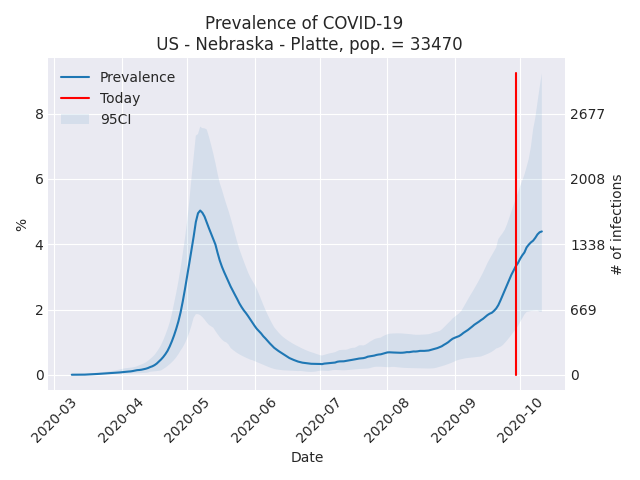 Prevalence of COVID-19
US - Nebraska - Platte, pop. = 33470
Prevalence
Today
95CI
8
6
4
2
0
%
2677
2008
1338
669
0
# of infections
2020-03
2020-04
2020-05
2020-06
2020-07
2020-08
2020-09
2020-10
Date